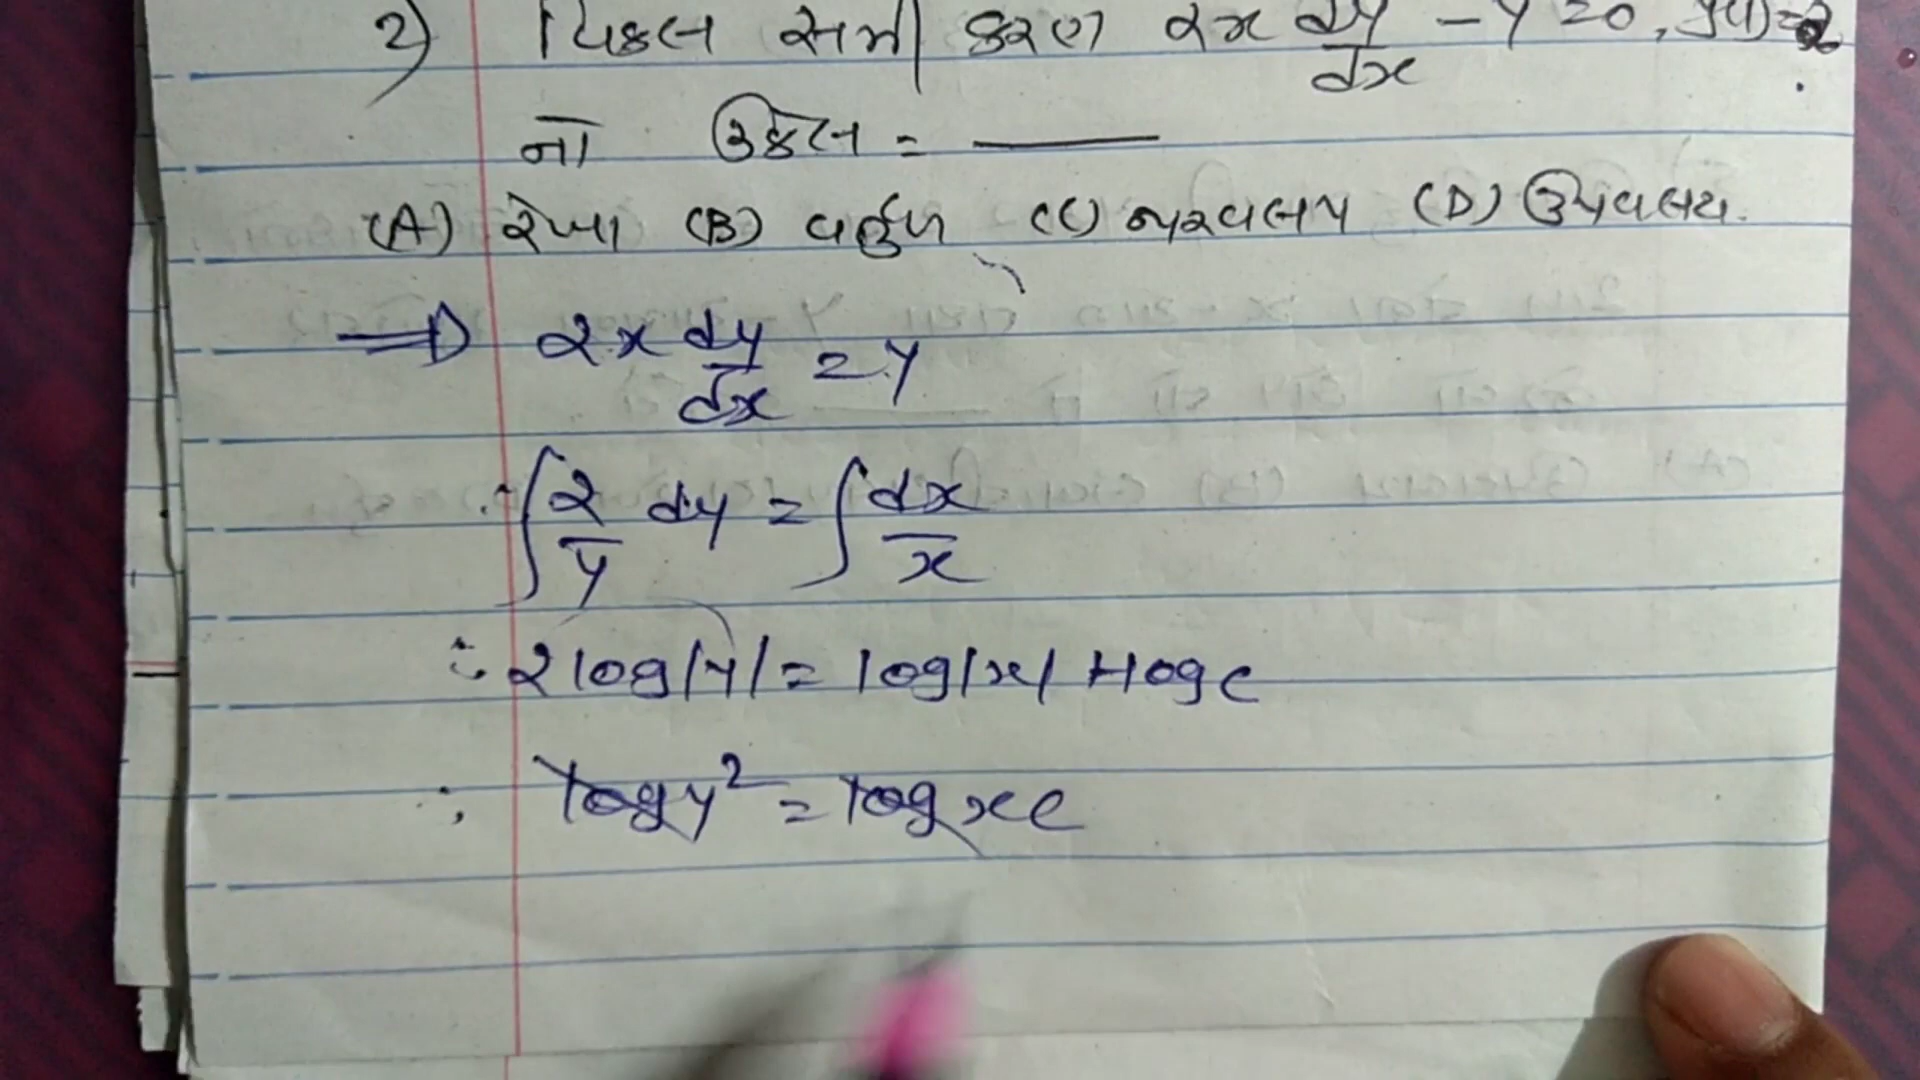 2) વિકલ સમીકરણ 2x dy/dx - y = 0, y(1)=2
ના ઉકેલ = ———
(A) રેખા (B) વર્તુળ (C) પરવલય (D) ઉપવલય.
⇒ 2x dy/dx = y
∴ ∫ 2/y dy = ∫ dx/x
∴ 2 log|y| = log|x| + log c
∴ log y² = log xc